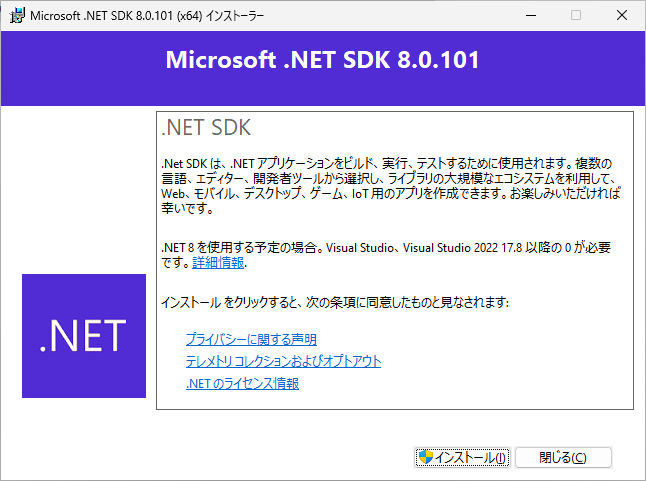 Microsoft .NET SDK 8.0.101 (x64) インストーラー
Microsoft .NET SDK 8.0.101
.NET SDK
.Net SDK は、.NET アプリケーションをビルド、実行、テストするために使用されます。複数の
言語、エディター、開発者ツールから選択し、ライブラリの大規模なエコシステムを利用して、
Web、モバイル、デスクトップ、ゲーム、IoT 用のアプリを作成できます。お楽しみいただければ
幸いです。
.NET 8 を使用する予定の場合。Visual Studio、Visual Studio 2022 17.8 以降の 0 が必要
です。詳細情報.
インストール をクリックすると、次の条項に同意したものと見なされます:
.NET
プライバシーに関する声明
テレメトリ コレクションおよびオプトアウト
.NET のライセンス情報
インストール(I)
閉じる(C)